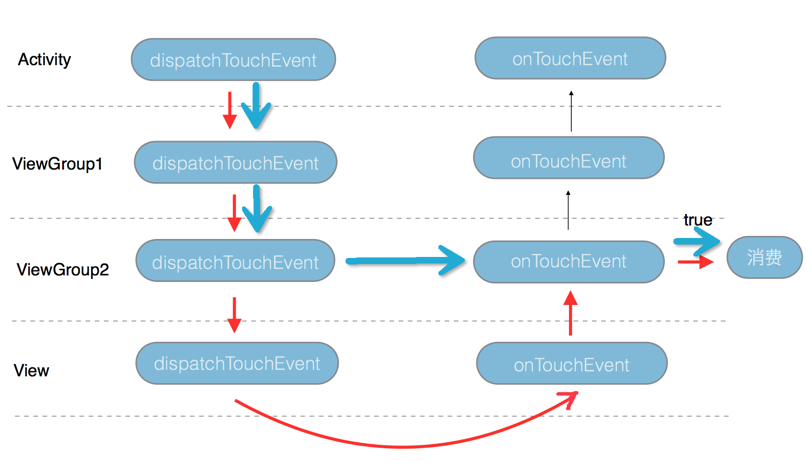 Activity
dispatchTouchEvent
onTouchEvent
ViewGroup1
dispatchTouchEvent
onTouchEvent
true
ViewGroup2
dispatchTouchEvent
onTouchEvent
消费
View
dispatchTouchEvent
onTouchEvent